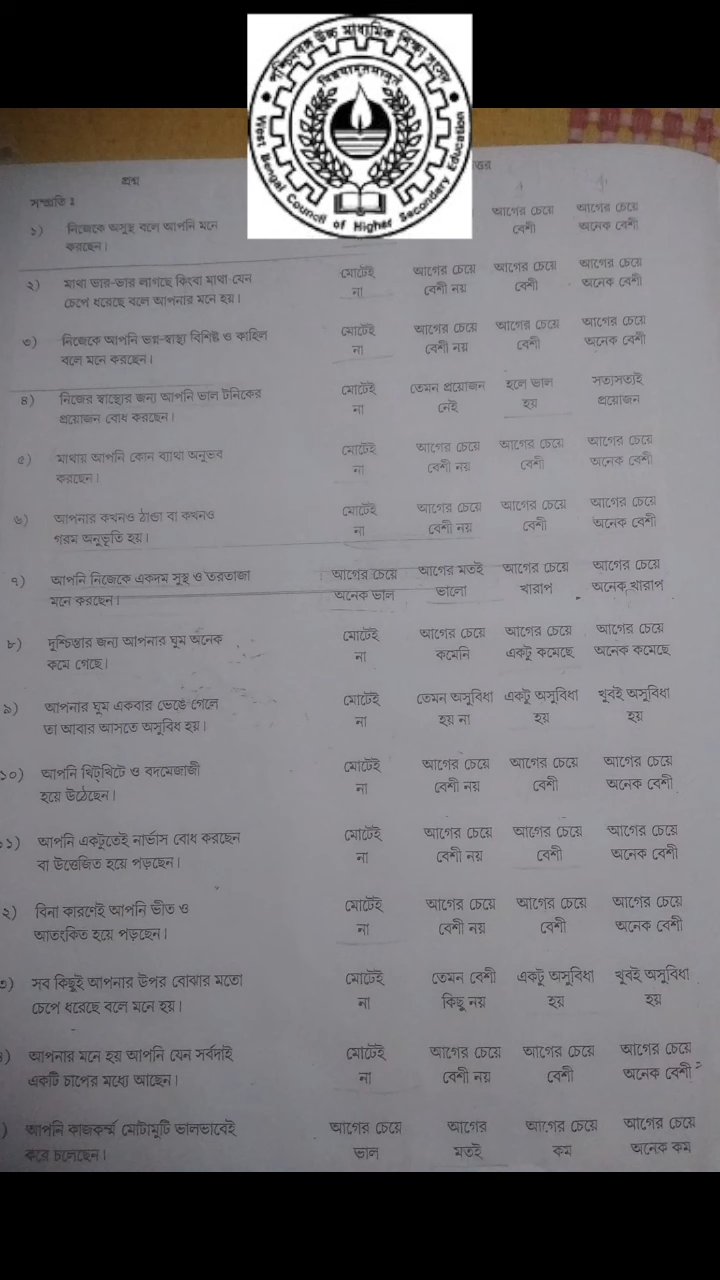 পশ্চিমবঙ্গ উচ্চ মাধ্যমিক শিক্ষা সংসদ
West Bengal Council of Higher Secondary Education
প্রশ্ন
সম্প্রতি ঃ
১) নিজেকে অসুস্থ বলে আপনি মনে আগের চেয়ে আগের চেয়ে
করছেন। বেশী অনেক বেশী
২) মাথা ভার-ভার লাগছে কিংবা মাথা যেন মোটেই আগের চেয়ে আগের চেয়ে আগের চেয়ে
চেপে ধরেছে বলে আপনার মনে হয়। না বেশী নয় বেশী অনেক বেশী
৩) নিজেকে আপনি ভগ্ন-স্বাস্থ্য বিশিষ্ট ও কাহিল মোটেই আগের চেয়ে আগের চেয়ে আগের চেয়ে
বলে মনে করছেন। না বেশী নয় বেশী অনেক বেশী
৪) নিজের স্বাস্থ্যের জন্য আপনি ভাল টনিকের মোটেই তেমন প্রয়োজন হলে ভাল সত্যসত্যই
প্রয়োজন বোধ করছেন। না নেই হয় প্রয়োজন
৫) মাথায় আপনি কোন ব্যাথা অনুভব মোটেই আগের চেয়ে আগের চেয়ে আগের চেয়ে
করছেন। না বেশী নয় বেশী অনেক বেশী
৬) আপনার কখনও ঠাণ্ডা বা কখনও মোটেই আগের চেয়ে আগের চেয়ে আগের চেয়ে
গরম অনুভূতি হয়। না বেশী নয় বেশী অনেক বেশী
৭) আপনি নিজেকে একদম সুস্থ ও তরতাজা আগের চেয়ে আগের মতই আগের চেয়ে আগের চেয়ে
মনে করছেন। অনেক ভাল ভালো খারাপ অনেক খারাপ
৮) দুশ্চিন্তার জন্য আপনার ঘুম অনেক মোটেই আগের চেয়ে আগের চেয়ে আগের চেয়ে
কমে গেছে। না কমেনি একটু কমেছে অনেক কমেছে
৯) আপনার ঘুম একবার ভেঙে গেলে মোটেই তেমন অসুবিধা একটু অসুবিধা খুবই অসুবিধা
তা আবার আসতে অসুবিধ হয়। না হয় না হয় হয়
১০) আপনি খিট্‌খিটে ও বদমেজাজী মোটেই আগের চেয়ে আগের চেয়ে আগের চেয়ে
হয়ে উঠেছেন। না বেশী নয় বেশী অনেক বেশী
১) আপনি একটুতেই নার্ভাস বোধ করছেন মোটেই আগের চেয়ে আগের চেয়ে আগের চেয়ে
বা উত্তেজিত হয়ে পড়ছেন। না বেশী নয় বেশী অনেক বেশী
২) বিনা কারণেই আপনি ভীত ও মোটেই আগের চেয়ে আগের চেয়ে আগের চেয়ে
আতংকিত হয়ে পড়ছেন। না বেশী নয় বেশী অনেক বেশী
৩) সব কিছুই আপনার উপর বোঝার মতো মোটেই তেমন বেশী একটু অসুবিধা খুবই অসুবিধা
চেপে ধরেছে বলে মনে হয়। না কিছু নয় হয় হয়
) আপনার মনে হয় আপনি যেন সর্বদাই মোটেই আগের চেয়ে আগের চেয়ে আগের চেয়ে
একটি চাপের মধ্যে আছেন। না বেশী নয় বেশী অনেক বেশী
) আপনি কাজকর্ম্ম মোটামুটি ভালভাবেই আগের চেয়ে আগের আগের চেয়ে আগের চেয়ে
করে চলেছেন। ভাল মতই কম অনেক কম